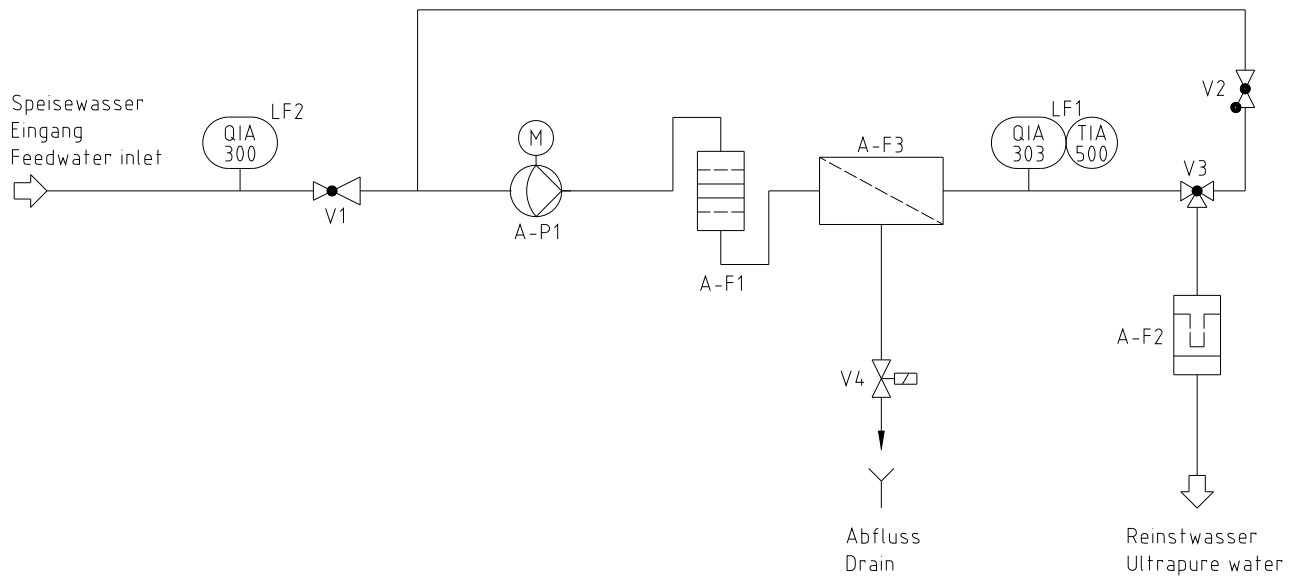 V2
Speisewasser
Eingang
Feedwater inlet
LF2
QIA
300
M
LF1
QIA
303
TIA
500
A-F3
V3
V1
A-P1
A-F1
A-F2
V4
Abfluss
Drain
Reinstwasser
Ultrapure water